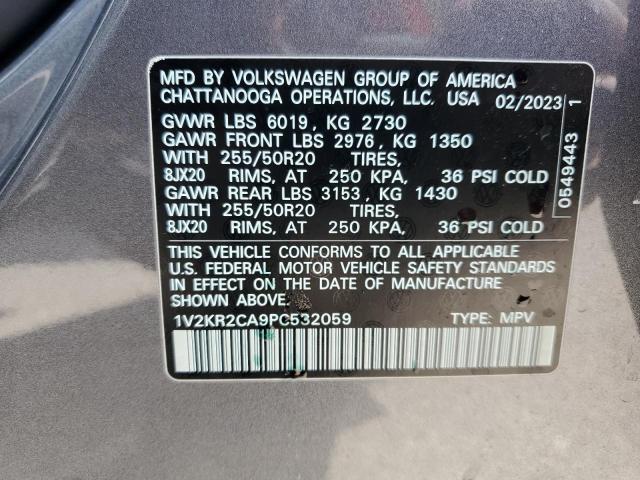 MFD BY VOLKSWAGEN GROUP OF AMERICA
CHATTANOOGA OPERATIONS, LLC. USA 02/2023
GVWR LBS 6019, KG 2730
GAWR FRONT LBS 2976, KG 1350
WITH 255/50R20 TIRES,
8JX20 RIMS, AT 250 KPA, 36 PSI COLD
GAWR REAR LBS 3153, KG 1430
WITH 255/50R20 TIRES,
8JX20 RIMS, AT 250 KPA, 36 PSI COLD
THIS VEHICLE CONFORMS TO ALL APPLICABLE
U.S. FEDERAL MOTOR VEHICLE SAFETY STANDARDS
IN EFFECT ON THE DATE OF MANUFACTURE
SHOWN ABOVE.
1V2KR2CA9PC532059 TYPE: MPV
0549443 1